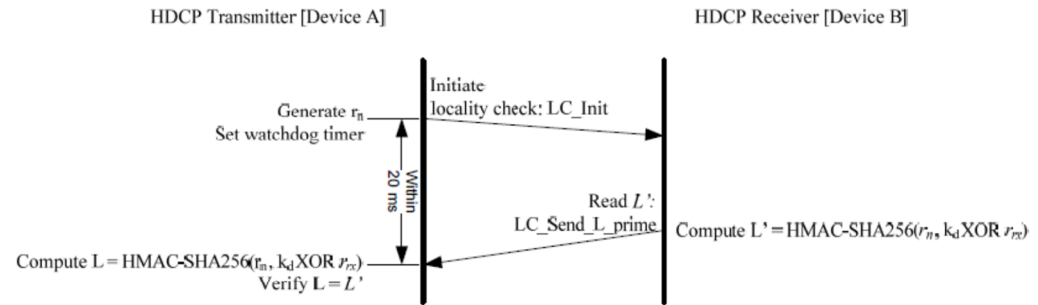 HDCP Transmitter [Device A]
HDCP Receiver [Device B]
Initiate
locality check: LC_Init
Generate rn
Set watchdog timer
Within
20 ms
Read L':
LC_Send_L_prime
Compute L'=HMAC-SHA256(rn, kd XOR rrx)
Compute L=HMAC-SHA256(rn, kd XOR rrx)
Verify L=L'